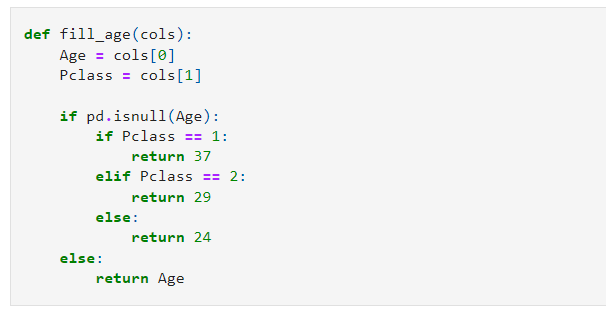 def fill_age(cols):
    Age = cols[0]
    Pclass = cols[1]

    if pd.isnull(Age):
        if Pclass == 1:
            return 37
        elif Pclass == 2:
            return 29
        else:
            return 24
    else:
        return Age